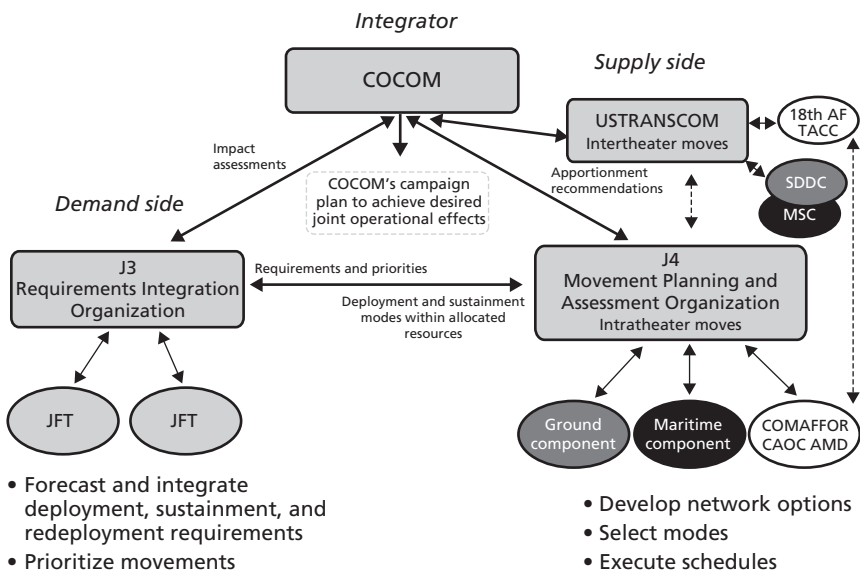 Integrator
COCOM
Supply side
USTRANSCOM
Intertheater moves
18th AF
TACC
SDDC
MSC
Impact
assessments
COCOM's campaign
plan to achieve desired
joint operational effects
Apportionment
recommendations
Demand side
J3
Requirements Integration
Organization
Requirements and priorities
Deployment and sustainment
modes within allocated
resources
J4
Movement Planning and
Assessment Organization
Intratheater moves
JFT
JFT
Ground
component
Maritime
component
COMAFFOR
CAOC AMD
• Forecast and integrate
deployment, sustainment, and
redeployment requirements
• Prioritize movements
• Develop network options
• Select modes
• Execute schedules